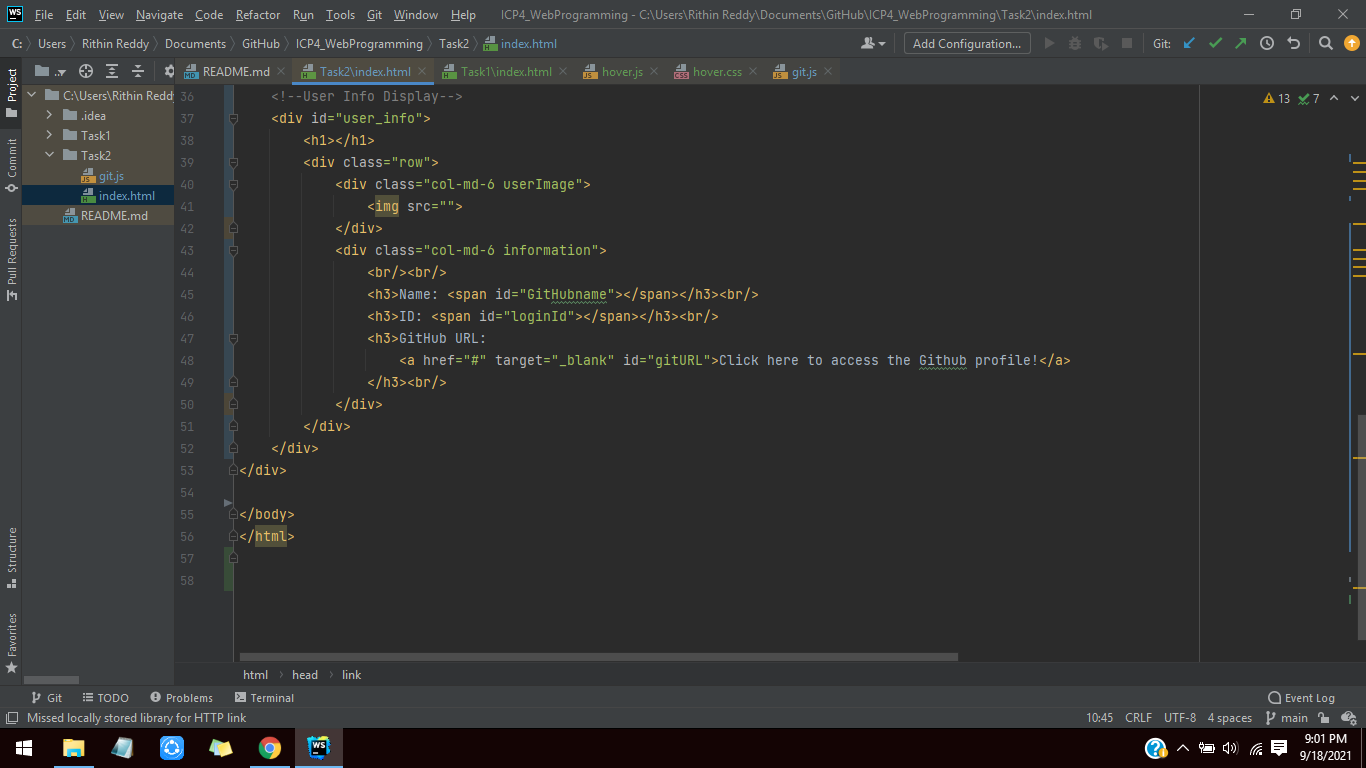 WS File Edit View Navigate Code Refactor Run Tools Git Window Help ICP4_WebProgramming - C:\Users\Rithin Reddy\Documents\GitHub\ICP4_WebProgramming\Task2\index.html
C: Users Rithin Reddy Documents GitHub ICP4_WebProgramming Task2 index.html Add Configuration... Git:
Project
Commit
Pull Requests
Structure
Favorites
README.md Task2\index.html Task1\index.html hover.js hover.css git.js
C:\Users\Rithin Reddy
.idea
Task1
Task2
git.js
index.html
README.md
13 7
36 <!--User Info Display-->
37 <div id="user_info">
38 <h1></h1>
39 <div class="row">
40 <div class="col-md-6 userImage">
41 <img src="">
42 </div>
43 <div class="col-md-6 information">
44 <br/><br/>
45 <h3>Name: <span id="GitHubname"></span></h3><br/>
46 <h3>ID: <span id="loginId"></span></h3><br/>
47 <h3>GitHub URL:
48 <a href="#" target="_blank" id="gitURL">Click here to access the Github profile!</a>
49 </h3><br/>
50 </div>
51 </div>
52 </div>
53 </div>
54
55 </body>
56 </html>
57
58
html head link
Git TODO Problems Terminal Event Log
Missed locally stored library for HTTP link 10:45 CRLF UTF-8 4 spaces main
WS
9:01 PM
9/18/2021